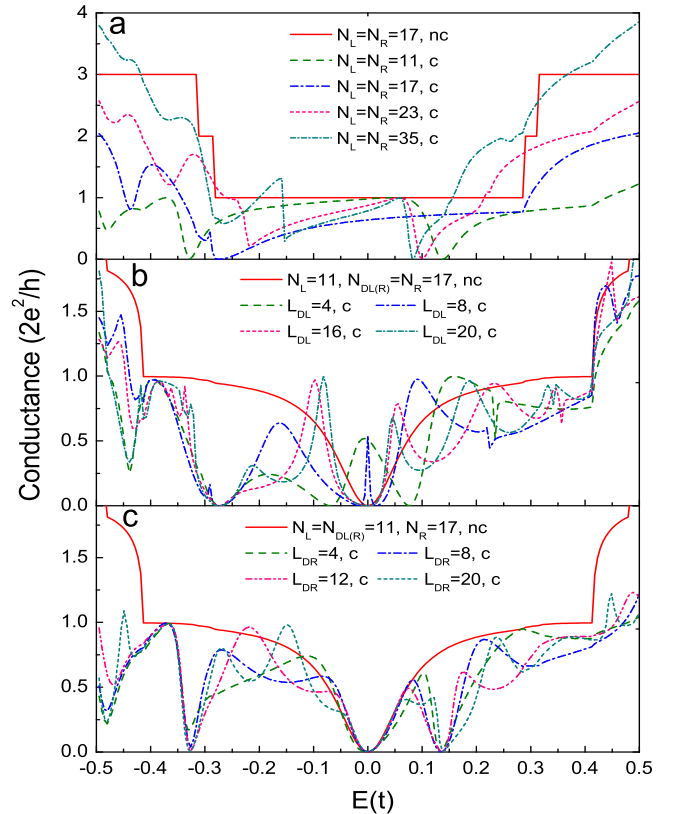 a
N_L=N_R=17, nc
N_L=N_R=11, c
N_L=N_R=17, c
N_L=N_R=23, c
N_L=N_R=35, c
4
3
2
1
0
b
N_L=11, N_DL(R)=N_R=17, nc
L_DL=4, c L_DL=8, c
L_DL=16, c L_DL=20, c
1.5
1.0
0.5
0.0
Conductance (2e²/h)
c
N_L=N_DL(R)=11, N_R=17, nc
L_DR=4, c L_DR=8, c
L_DR=12, c L_DR=20, c
1.5
1.0
0.5
0.0
-0.5 -0.4 -0.3 -0.2 -0.1 0.0 0.1 0.2 0.3 0.4 0.5
E(t)